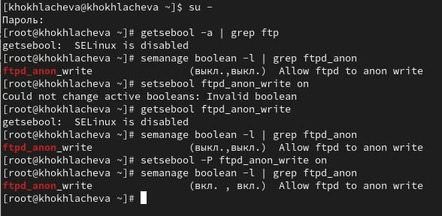 [khokhlacheva@khokhlacheva ~]$ su -
Пароль:
[root@khokhlacheva ~]# getsebool -a | grep ftp
getsebool:  SELinux is disabled
[root@khokhlacheva ~]# semanage boolean -l | grep ftpd_anon
ftpd_anon_write                (выкл.,выкл.)  Allow ftpd to anon write
[root@khokhlacheva ~]# setsebool ftpd_anon_write on
Could not change active booleans: Invalid boolean
[root@khokhlacheva ~]# getsebool ftpd_anon_write
getsebool:  SELinux is disabled
[root@khokhlacheva ~]# semanage boolean -l | grep ftpd_anon
ftpd_anon_write                (выкл.,выкл.)  Allow ftpd to anon write
[root@khokhlacheva ~]# setsebool -P ftpd_anon_write on
[root@khokhlacheva ~]# semanage boolean -l | grep ftpd_anon
ftpd_anon_write                (вкл. , вкл.)  Allow ftpd to anon write
[root@khokhlacheva ~]#